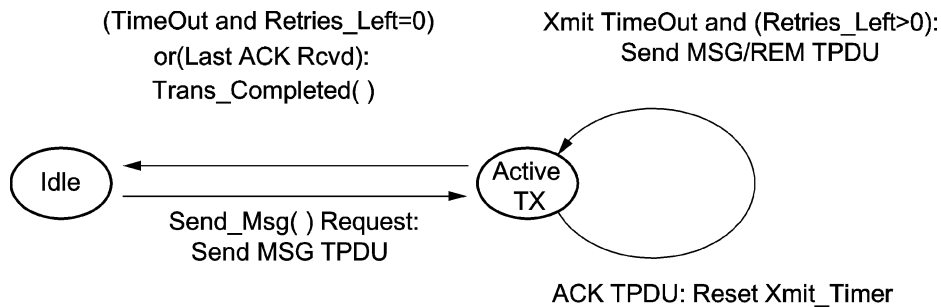 (TimeOut and Retries_Left=0)
or(Last ACK Rcvd):
Trans_Completed( )
Xmit TimeOut and (Retries_Left>0):
Send MSG/REM TPDU
Idle
Active
TX
Send_Msg( ) Request:
Send MSG TPDU
ACK TPDU: Reset Xmit_Timer